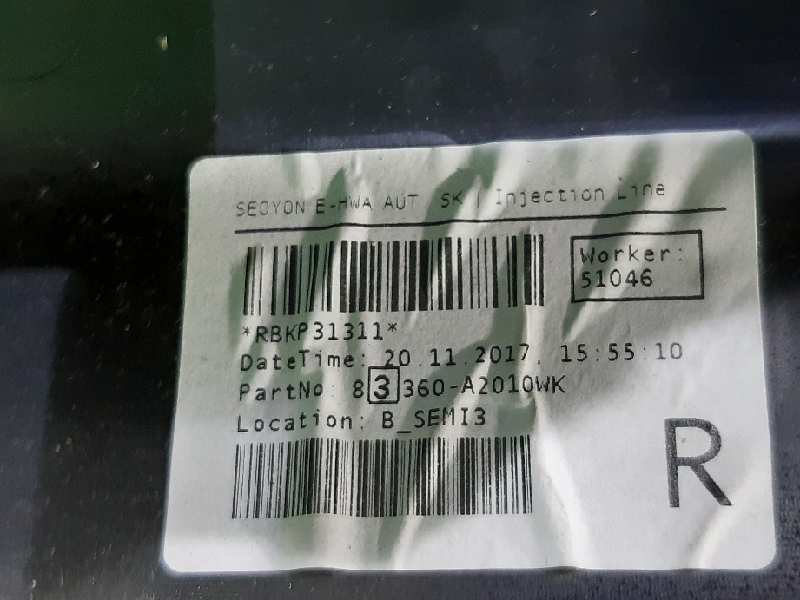 SEOYON E-HWA AUT SK | Injection Line
Worker:
51046
*RBKP31311*
DateTime: 20.11.2017. 15:55:10
PartNo: 83360-A2010WK
Location: B_SEMI3
R